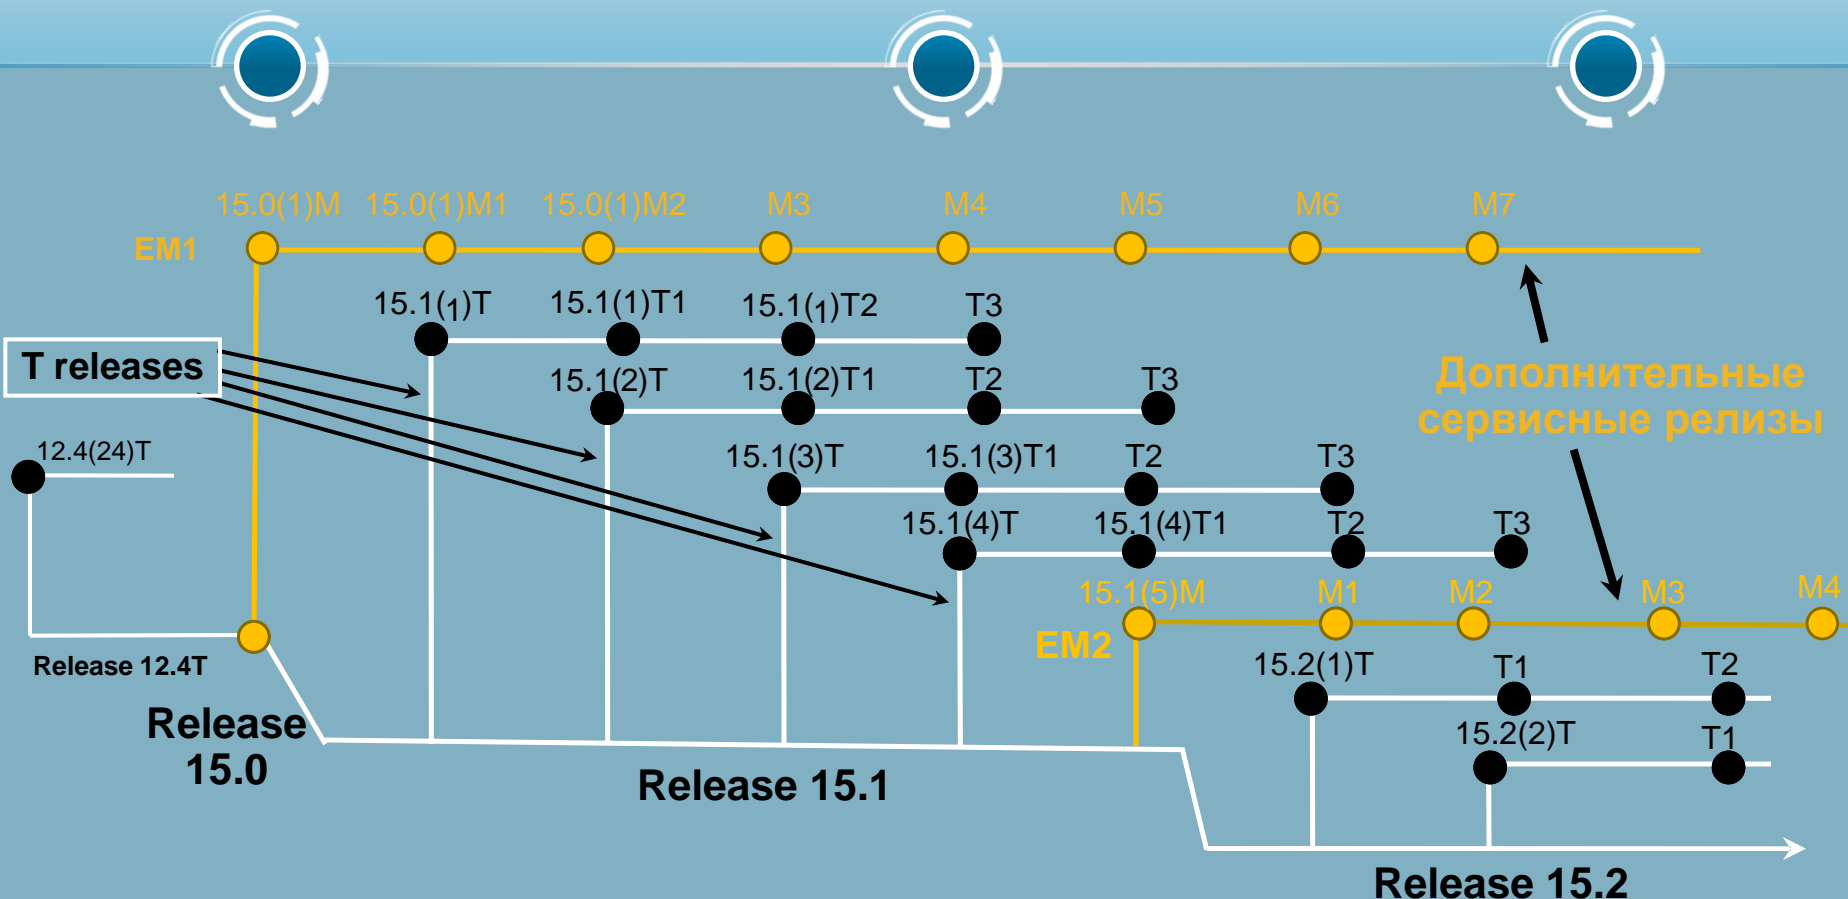 15.0(1)M 15.0(1)M1 15.0(1)M2 M3 M4 M5 M6 M7
EM1
15.1(1)T 15.1(1)T1 15.1(1)T2 T3
T releases
15.1(2)T 15.1(2)T1 T2 T3
Дополнительные
сервисные релизы
12.4(24)T
15.1(3)T 15.1(3)T1 T2 T3
15.1(4)T 15.1(4)T1 T2 T3
15.1(5)M M1 M2 M3 M4
EM2
Release 12.4T
15.2(1)T T1 T2
Release
15.0
15.2(2)T T1
Release 15.1
Release 15.2